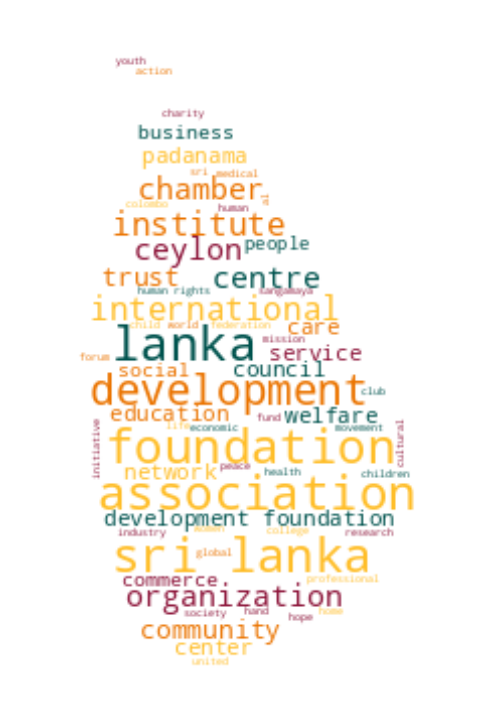 youth
action
charity
business
padanama
sri medical
chamber
al
colombo
human
institute
people
ceylon
trust centre
human rights sangamaya
international
child world federation care
lanka
mission
service
forum
social council
development
club
education fund welfare
life economic movement
initiative
cultural
foundation
peace
network health children
association
development foundation
women
industry college research
sri lanka
global
commerce professional
organization
society hand home
hope
community
center
united